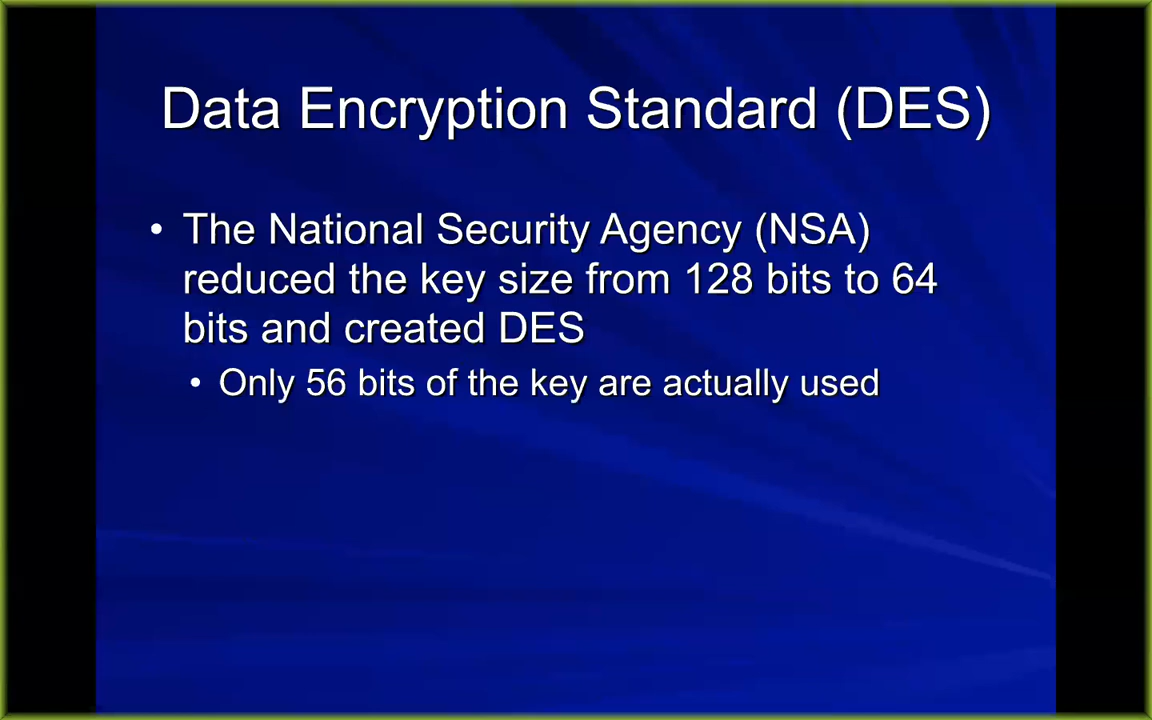 Data Encryption Standard (DES)
• The National Security Agency (NSA)
reduced the key size from 128 bits to 64
bits and created DES
• Only 56 bits of the key are actually used